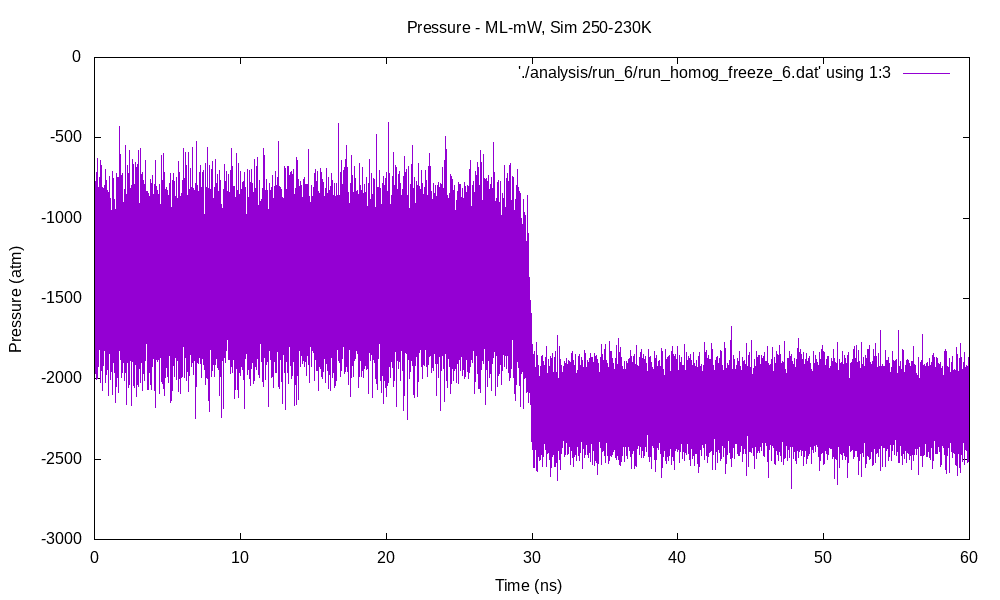 Pressure - ML-mW, Sim 250-230K
'./analysis/run_6/run_homog_freeze_6.dat' using 1:3
Pressure (atm)
0
-500
-1000
-1500
-2000
-2500
-3000
0 10 20 30 40 50 60
Time (ns)